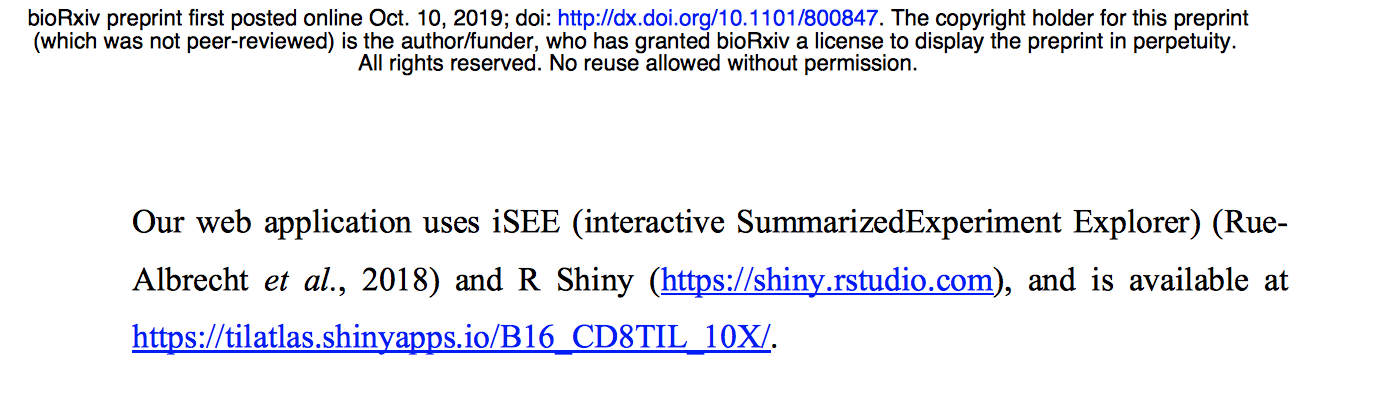 bioRxiv preprint first posted online Oct. 10, 2019; doi: http://dx.doi.org/10.1101/800847. The copyright holder for this preprint
(which was not peer-reviewed) is the author/funder, who has granted bioRxiv a license to display the preprint in perpetuity.
All rights reserved. No reuse allowed without permission.
Our web application uses iSEE (interactive SummarizedExperiment Explorer) (Rue-
Albrecht et al., 2018) and R Shiny (https://shiny.rstudio.com), and is available at
https://tilatlas.shinyapps.io/B16_CD8TIL_10X/.